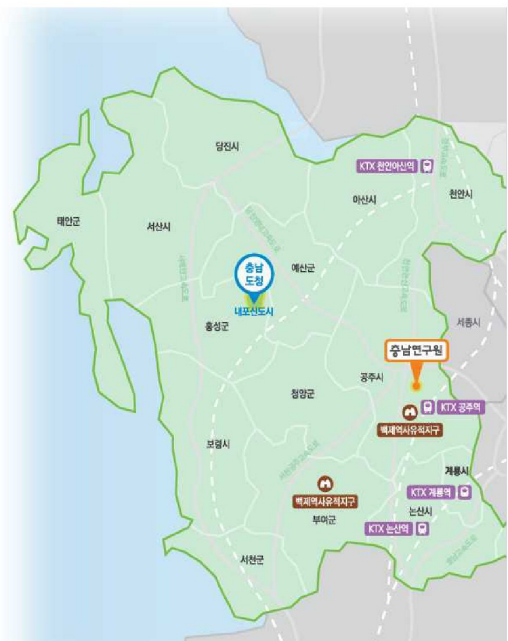 당진시
KTX 천안아산역
아산시
천안시
태안군
서산시
충남
도청
예산군
내포신도시
홍성군
세종시
충남연구원
공주시
청양군
KTX 공주역
백제역사유적지구
보령시
계룡시
백제역사유적지구
KTX 계룡역
논산시
부여군
KTX 논산역
서천군